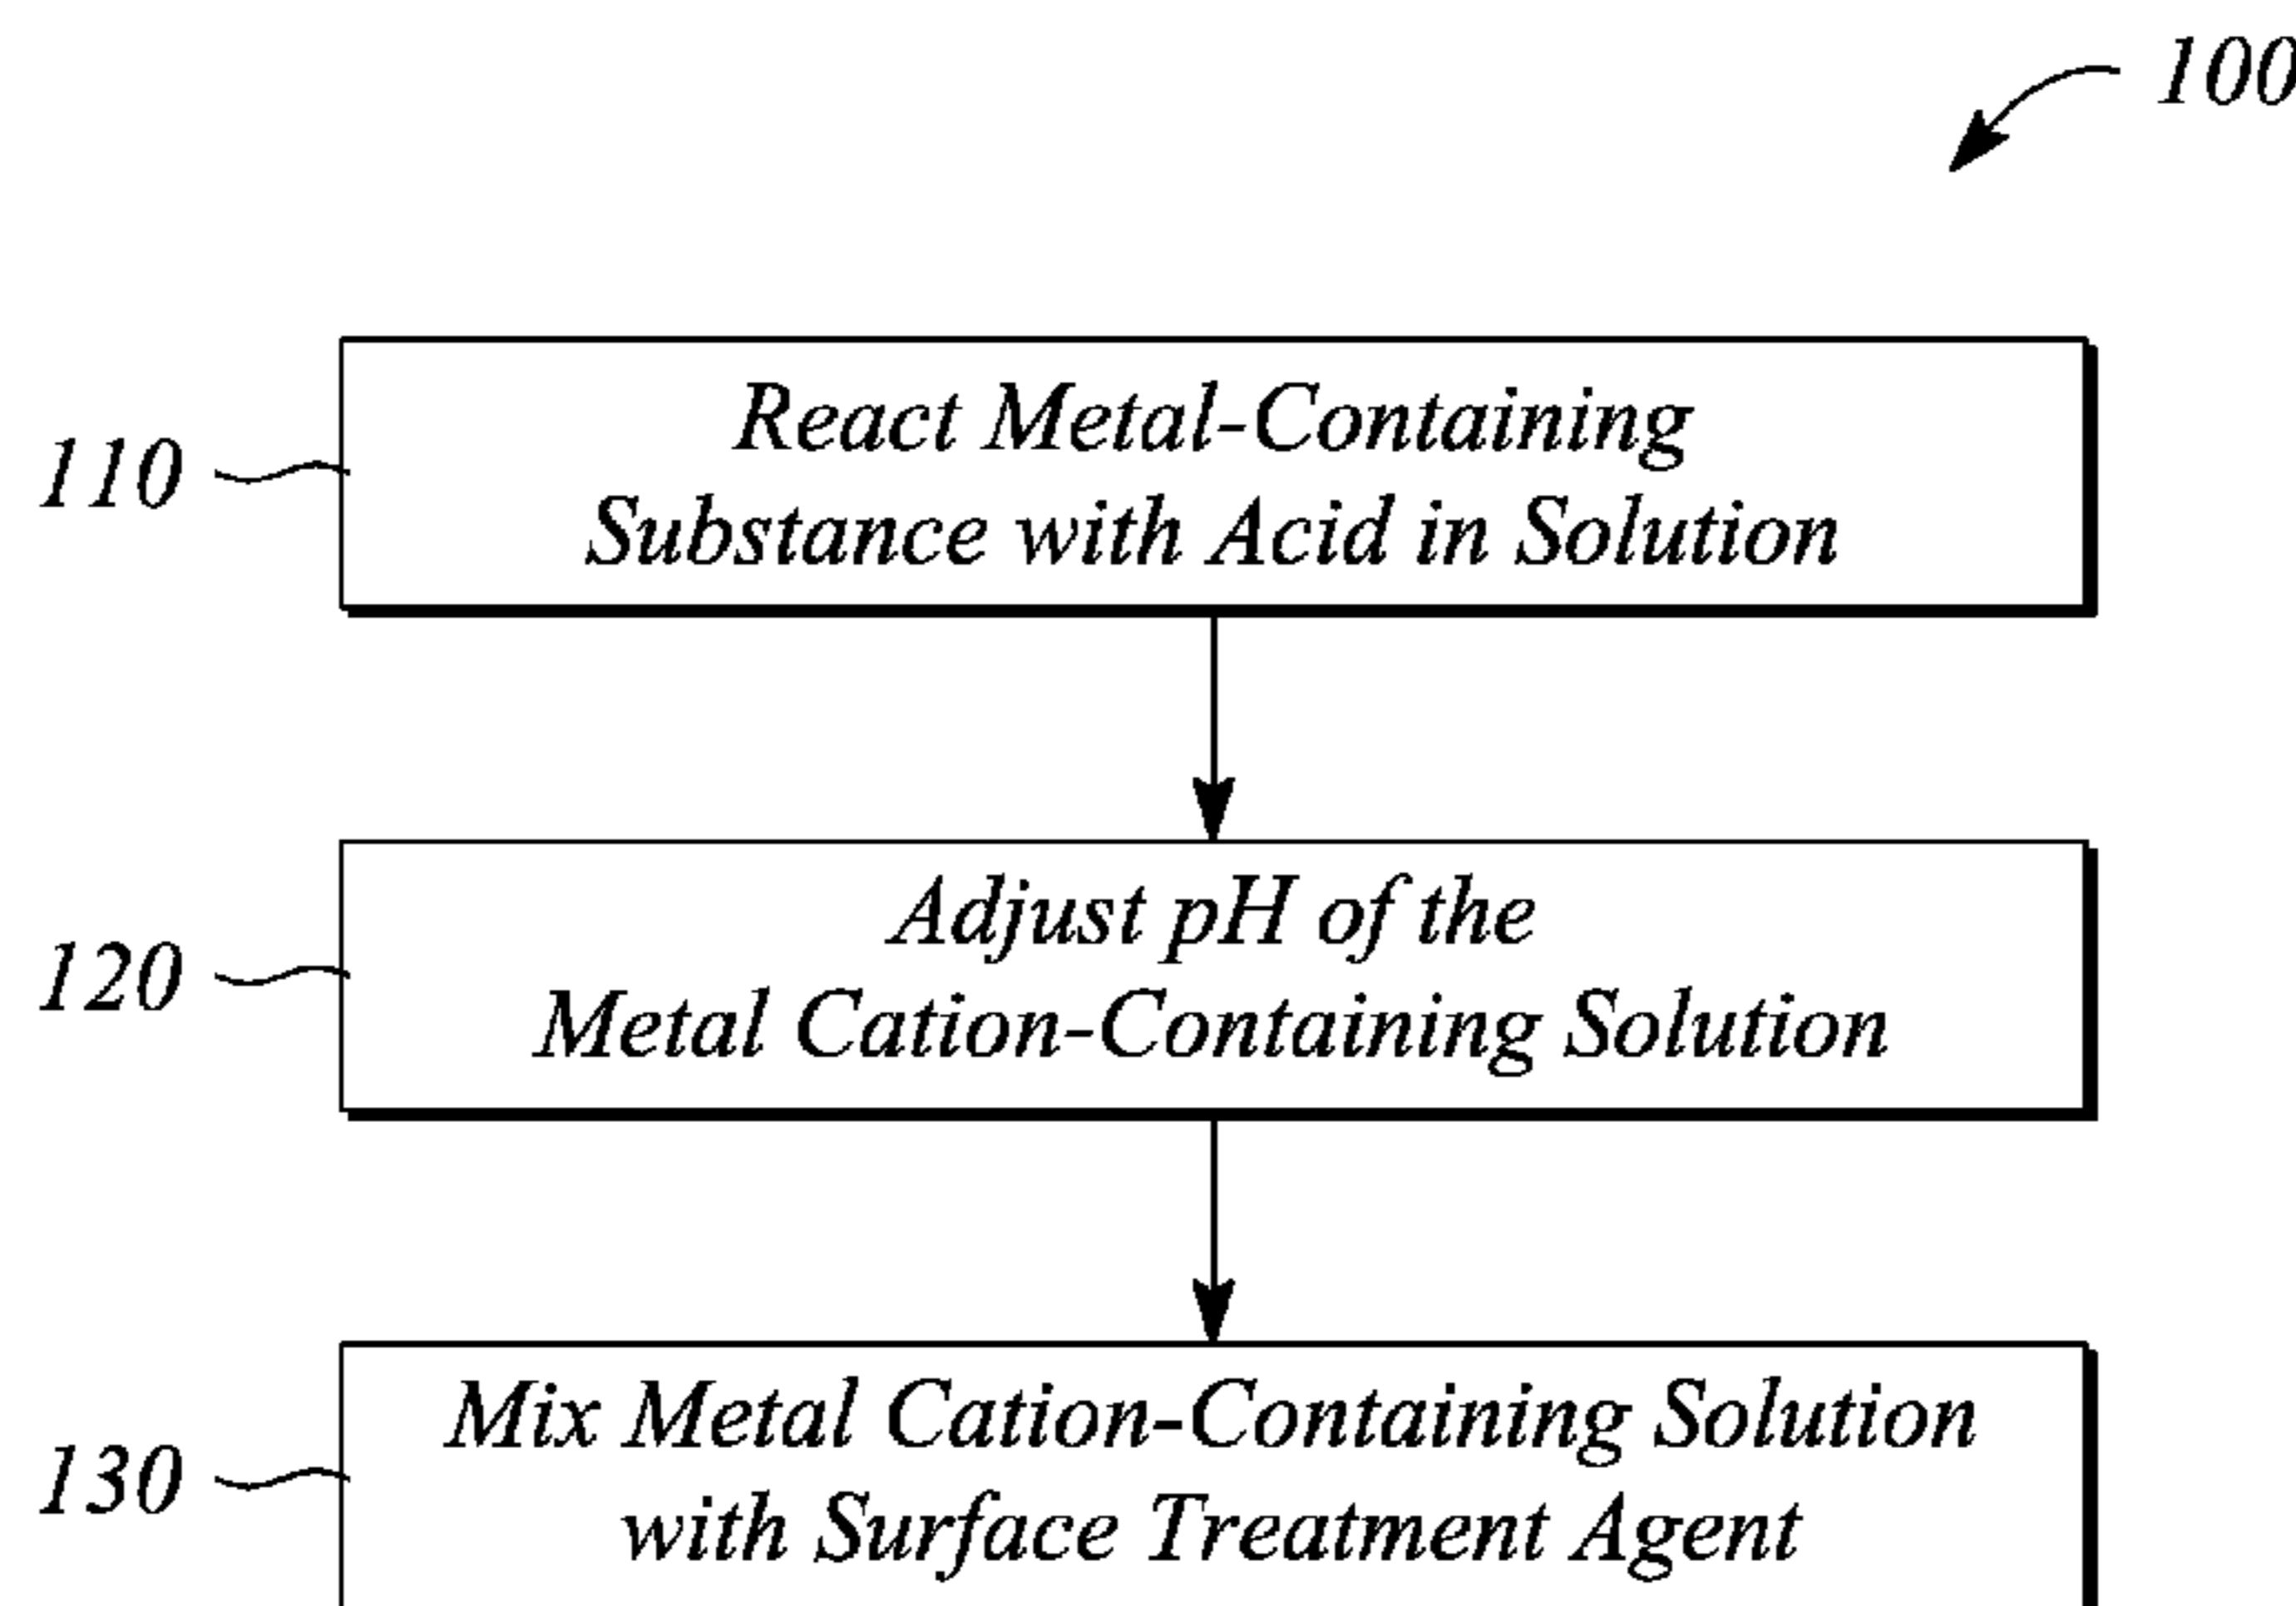 100
110
React Metal-Containing
Substance with Acid in Solution
120
Adjust pH of the
Metal Cation-Containing Solution
130
Mix Metal Cation-Containing Solution
with Surface Treatment Agent